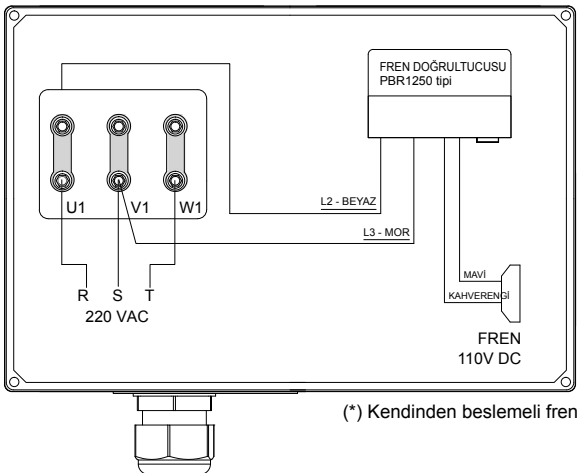 FREN DOĞRULTUCUSU
PBR1250 tipi
U1 V1 W1
L2 - BEYAZ
L3 - MOR
MAVİ
KAHVERENGİ
R S T
220 VAC
FREN
110V DC
(*) Kendinden beslemeli fren